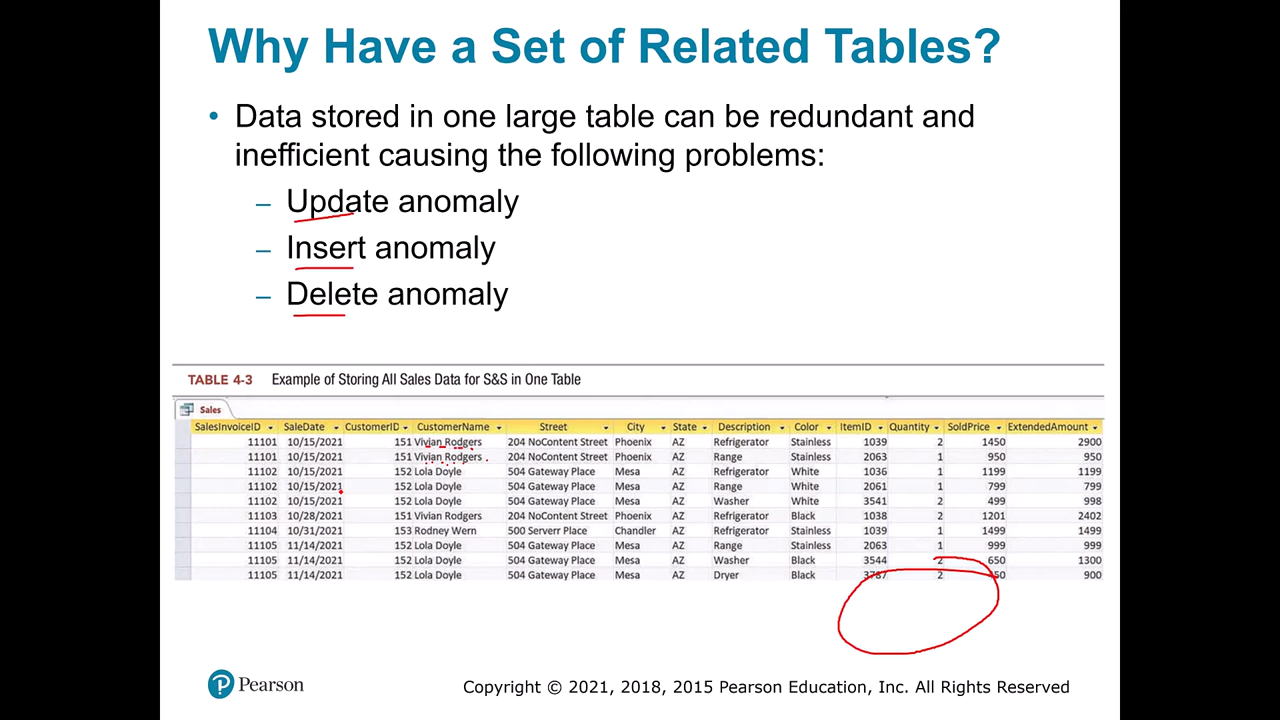 Why Have a Set of Related Tables?
• Data stored in one large table can be redundant and
inefficient causing the following problems:
– Update anomaly
– Insert anomaly
– Delete anomaly
TABLE 4-3 Example of Storing All Sales Data for S&S in One Table
Sales
SalesInvoiceID SaleDate CustomerID CustomerName Street City State Description Color ItemID Quantity SoldPrice ExtendedAmount
11101 10/15/2021 151 Vivian Rodgers 204 NoContent Street Phoenix AZ Refrigerator Stainless 1039 2 1450 2900
11101 10/15/2021 151 Vivian Rodgers 204 NoContent Street Phoenix AZ Range Stainless 2063 1 950 950
11102 10/15/2021 152 Lola Doyle 504 Gateway Place Mesa AZ Refrigerator White 1036 1 1199 1199
11102 10/15/2021 152 Lola Doyle 504 Gateway Place Mesa AZ Range White 2061 1 799 799
11102 10/15/2021 152 Lola Doyle 504 Gateway Place Mesa AZ Washer White 3541 2 499 998
11103 10/28/2021 151 Vivian Rodgers 204 NoContent Street Phoenix AZ Refrigerator Black 1038 2 1201 2402
11104 10/31/2021 153 Rodney Wern 500 Serverr Place Chandler AZ Refrigerator Stainless 1039 1 1499 1499
11105 11/14/2021 152 Lola Doyle 504 Gateway Place Mesa AZ Range Stainless 2063 1 999 999
11105 11/14/2021 152 Lola Doyle 504 Gateway Place Mesa AZ Washer Black 3544 2 650 1300
11105 11/14/2021 152 Lola Doyle 504 Gateway Place Mesa AZ Dryer Black 3787 2 900
Pearson
Copyright © 2021, 2018, 2015 Pearson Education, Inc. All Rights Reserved